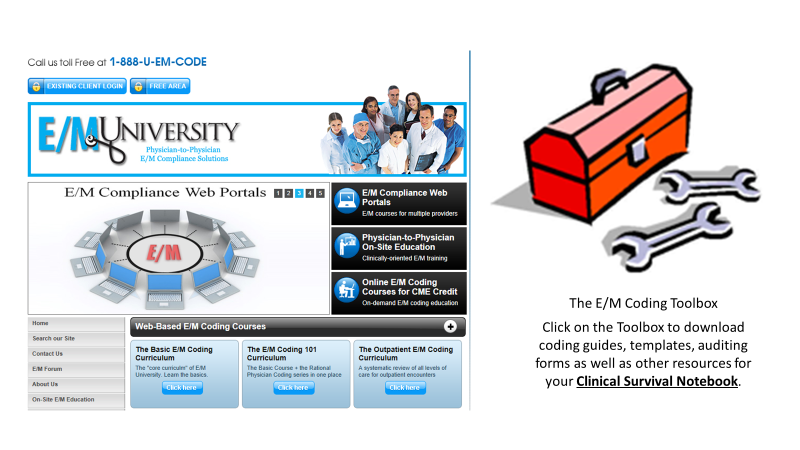 Call us toll Free at 1-888-U-EM-CODE
EXISTING CLIENT LOGIN
FREE AREA
E/M UNIVERSITY
Physician-to-Physician
E/M Compliance Solutions
E/M Compliance Web Portals
1 2 3 4 5
E/M
E/M Compliance Web
Portals
E/M courses for multiple providers
Physician-to-Physician
On-Site Education
Clinically-oriented E/M training
Online E/M Coding
Courses for CME Credit
On-demand E/M coding education
Home
Search our Site
Contact Us
E/M Forum
About Us
On-Site E/M Education
Web-Based E/M Coding Courses
The Basic E/M Coding
Curriculum
The "core curriculm" of E/M
University. Learn the basics.
Click here
The E/M Coding 101
Curriculum
The Basic Course + the Rational
Physician Coding series in one place
Click here
The Outpatient E/M Coding
Curriculum
A systematic review of all levels of
care for outpatient encounters
Click here
The E/M Coding Toolbox
Click on the Toolbox to download
coding guides, templates, auditing
forms as well as other resources for
your Clinical Survival Notebook.